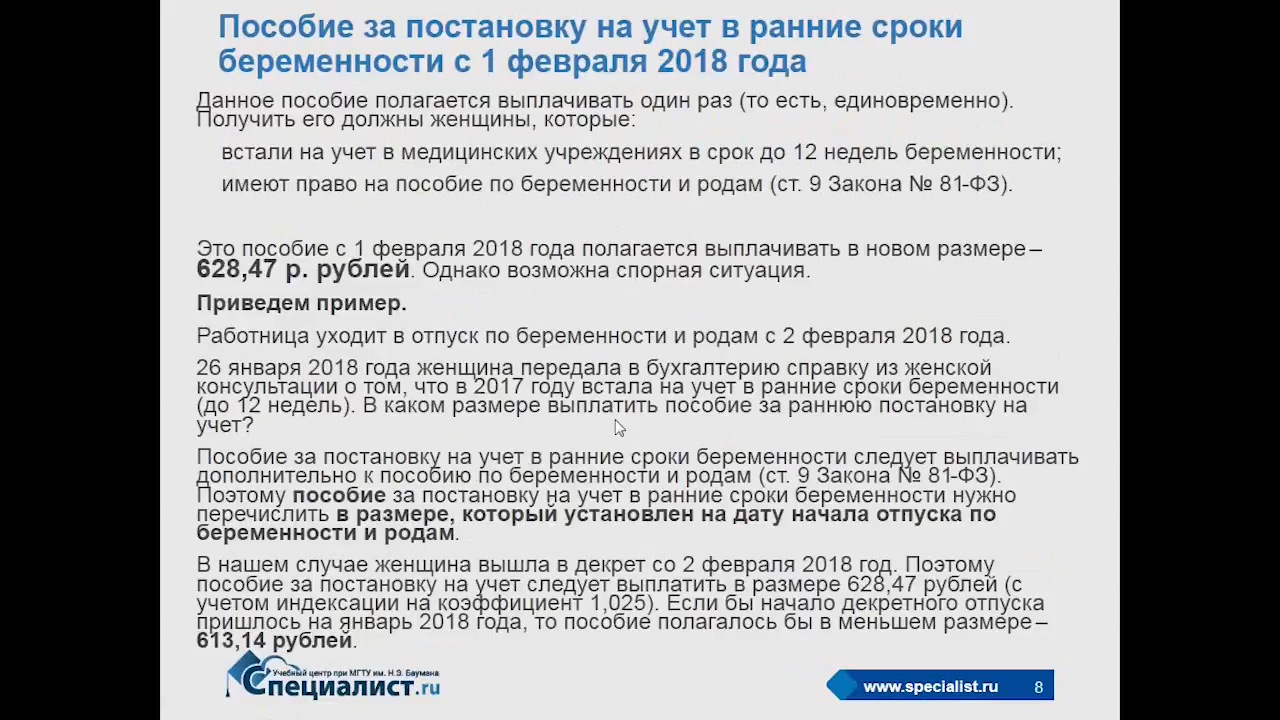 Пособие за постановку на учет в ранние сроки
беременности с 1 февраля 2018 года
Данное пособие полагается выплачивать один раз (то есть, единовременно).
Получить его должны женщины, которые:
встали на учет в медицинских учреждениях в срок до 12 недель беременности;
имеют право на пособие по беременности и родам (ст. 9 Закона № 81-ФЗ).
Это пособие с 1 февраля 2018 года полагается выплачивать в новом размере –
628,47 р. рублей. Однако возможна спорная ситуация.
Приведем пример.
Работница уходит в отпуск по беременности и родам с 2 февраля 2018 года.
26 января 2018 года женщина передала в бухгалтерию справку из женской
консультации о том, что в 2017 году встала на учет в ранние сроки беременности
(до 12 недель). В каком размере выплатить пособие за раннюю постановку на
учет?
Пособие за постановку на учет в ранние сроки беременности следует выплачивать
дополнительно к пособию по беременности и родам (ст. 9 Закона № 81-ФЗ).
Поэтому пособие за постановку на учет в ранние сроки беременности нужно
перечислить в размере, который установлен на дату начала отпуска по
беременности и родам.
В нашем случае женщина вышла в декрет со 2 февраля 2018 год. Поэтому
пособие за постановку на учет следует выплатить в размере 628,47 рублей (с
учетом индексации на коэффициент 1,025). Если бы начало декретного отпуска
пришлось на январь 2018 года, то пособие полагалось бы в меньшем размере –
613,14 рублей.
Учебный центр при МГТУ им. Н.Э. Баумана
Специалист.ru
www.specialist.ru 8